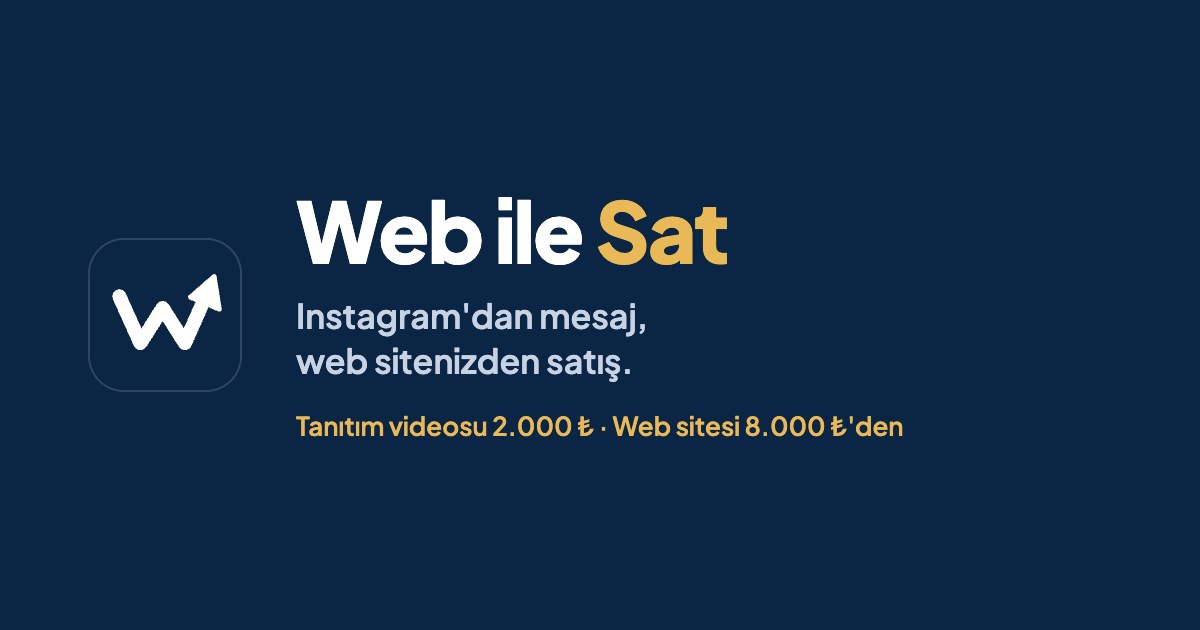 Web ile Sat
Instagram'dan mesaj,
web sitenizden satış.
Tanıtım videosu 2.000 ₺ · Web sitesi 8.000 ₺'den